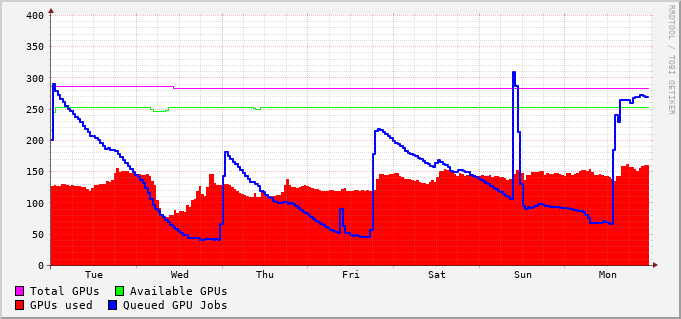 400
350
300
250
200
150
100
50
0
Tue Wed Thu Fri Sat Sun Mon
Total GPUs Available GPUs
GPUs used Queued GPU Jobs
RRDTOOL / TOBI OETIKER